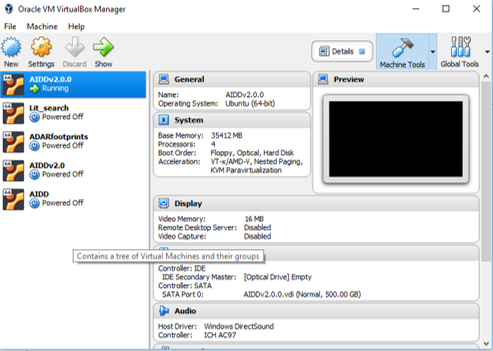 Oracle VM VirtualBox Manager
File Machine Help
New Settings Discard Show Details Machine Tools Global Tools
AIDDv2.0.0
Running
Lit_search
Powered Off
ADARfootprints
Powered Off
AIDDv2.0
Powered Off
AIDD
Powered Off
General
Name: AIDDv2.0.0
Operating System: Ubuntu (64-bit)
System
Base Memory: 35412 MB
Processors: 4
Boot Order: Floppy, Optical, Hard Disk
Acceleration: VT-x/AMD-V, Nested Paging,
KVM Paravirtualization
Preview
Display
Video Memory: 16 MB
Remote Desktop Server: Disabled
Video Capture: Disabled
Contains a tree of Virtual Machines and their groups
Controller: IDE
IDE Secondary Master: [Optical Drive] Empty
Controller: SATA
SATA Port 0: AIDDv2.0.0.vdi (Normal, 500.00 GB)
Audio
Host Driver: Windows DirectSound
Controller: ICH AC97